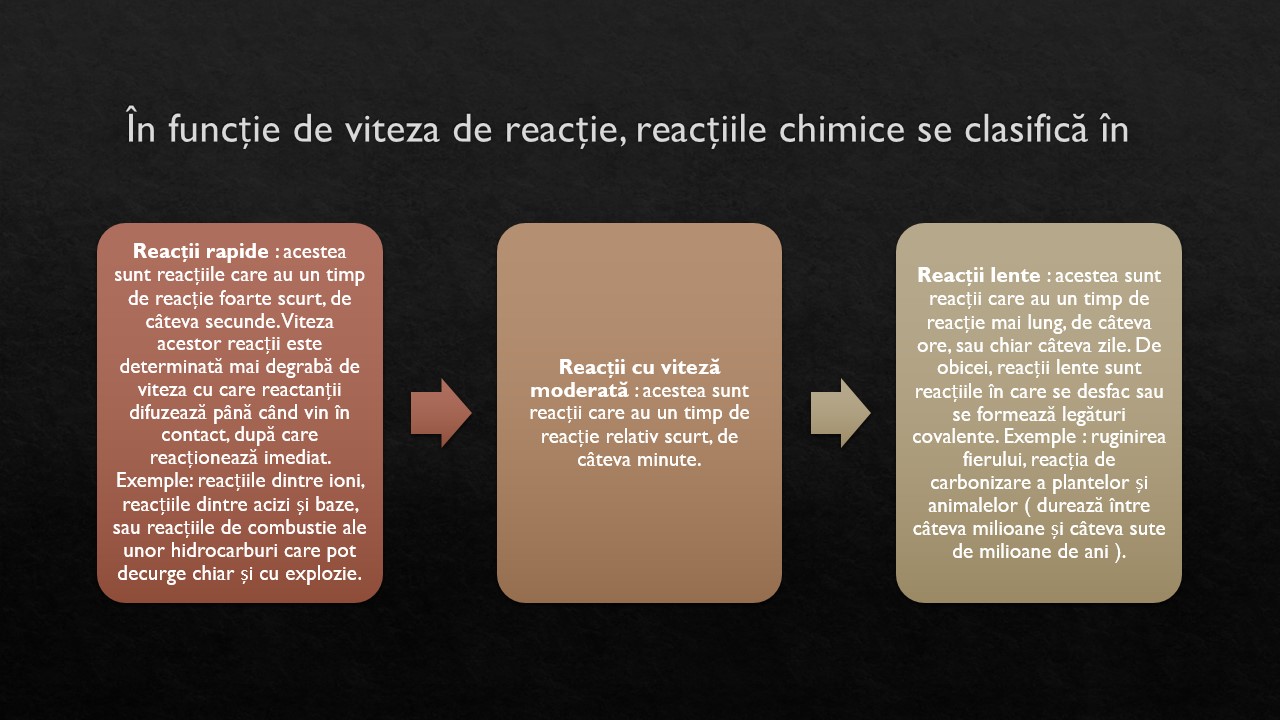 În funcție de viteza de reacție, reacțiile chimice se clasifică în
Reacții rapide : acestea
sunt reacțiile care au un timp
de reacție foarte scurt, de
câteva secunde. Viteza
acestor reacții este
determinată mai degrabă de
viteza cu care reactanții
difuzează până când vin în
contact, după care
reacționează imediat.
Exemple: reacțiile dintre ioni,
reacțiile dintre acizi și baze,
sau reacțiile de combustie ale
unor hidrocarburi care pot
decurge chiar și cu explozie.
Reacții cu viteză
moderată : acestea sunt
reacții care au un timp de
reacție relativ scurt, de
câteva minute.
Reacții lente : acestea sunt
reacții care au un timp de
reacție mai lung, de câteva
ore, sau chiar câteva zile. De
obicei, reacții lente sunt
reacțiile în care se desfac sau
se formează legături
covalente. Exemple : ruginirea
fierului, reacția de
carbonizare a plantelor și
animalelor ( durează între
câteva milioane și câteva sute
de milioane de ani ).